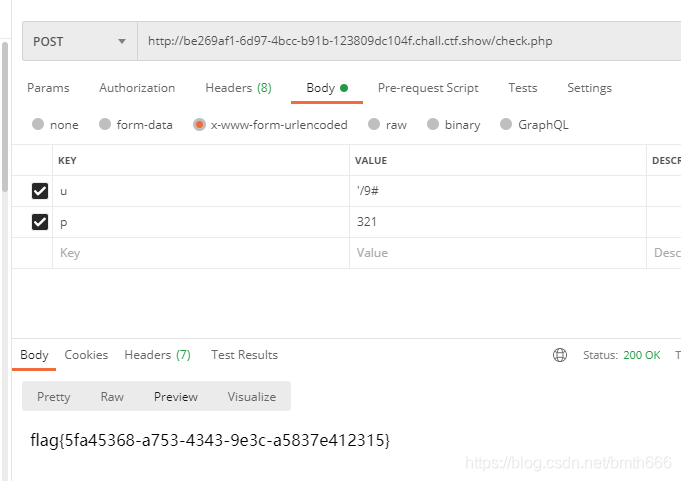 POST http://be269af1-6d97-4bcc-b91b-123809dc104f.chall.ctf.show/check.php
Params Authorization Headers (8) Body Pre-request Script Tests Settings
none form-data x-www-form-urlencoded raw binary GraphQL
KEY VALUE DESCR
u '/9#
p 321
Key Value Desc
Body Cookies Headers (7) Test Results Status: 200 OK T
Pretty Raw Preview Visualize
flag{5fa45368-a753-4343-9e3c-a5837e412315}
https://blog.csdn.net/bmth666